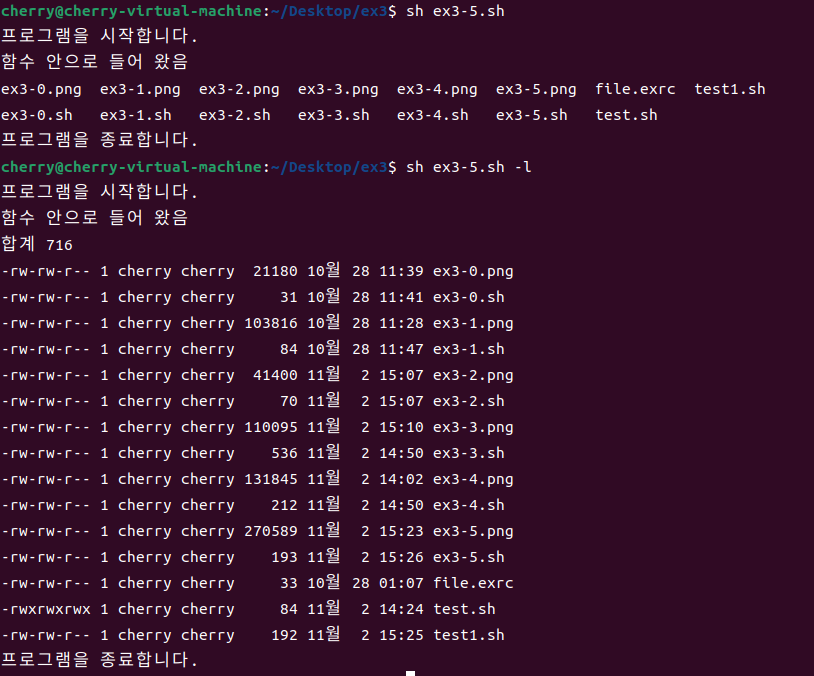 cherry@cherry-virtual-machine:~/Desktop/ex3$ sh ex3-5.sh
프로그램을 시작합니다.
함수 안으로 들어 왔음
ex3-0.png  ex3-1.png  ex3-2.png  ex3-3.png  ex3-4.png  ex3-5.png  file.exrc  test1.sh
ex3-0.sh   ex3-1.sh   ex3-2.sh   ex3-3.sh   ex3-4.sh   ex3-5.sh   test.sh
프로그램을 종료합니다.
cherry@cherry-virtual-machine:~/Desktop/ex3$ sh ex3-5.sh -l
프로그램을 시작합니다.
함수 안으로 들어 왔음
합계 716
-rw-rw-r-- 1 cherry cherry  21180 10월 28 11:39 ex3-0.png
-rw-rw-r-- 1 cherry cherry     31 10월 28 11:41 ex3-0.sh
-rw-rw-r-- 1 cherry cherry 103816 10월 28 11:28 ex3-1.png
-rw-rw-r-- 1 cherry cherry     84 10월 28 11:47 ex3-1.sh
-rw-rw-r-- 1 cherry cherry  41400 11월  2 15:07 ex3-2.png
-rw-rw-r-- 1 cherry cherry     70 11월  2 15:07 ex3-2.sh
-rw-rw-r-- 1 cherry cherry 110095 11월  2 15:10 ex3-3.png
-rw-rw-r-- 1 cherry cherry    536 11월  2 14:50 ex3-3.sh
-rw-rw-r-- 1 cherry cherry 131845 11월  2 14:02 ex3-4.png
-rw-rw-r-- 1 cherry cherry    212 11월  2 14:50 ex3-4.sh
-rw-rw-r-- 1 cherry cherry 270589 11월  2 15:23 ex3-5.png
-rw-rw-r-- 1 cherry cherry    193 11월  2 15:26 ex3-5.sh
-rw-rw-r-- 1 cherry cherry     33 10월 28 01:07 file.exrc
-rwxrwxrwx 1 cherry cherry     84 11월  2 14:24 test.sh
-rw-rw-r-- 1 cherry cherry    192 11월  2 15:25 test1.sh
프로그램을 종료합니다.